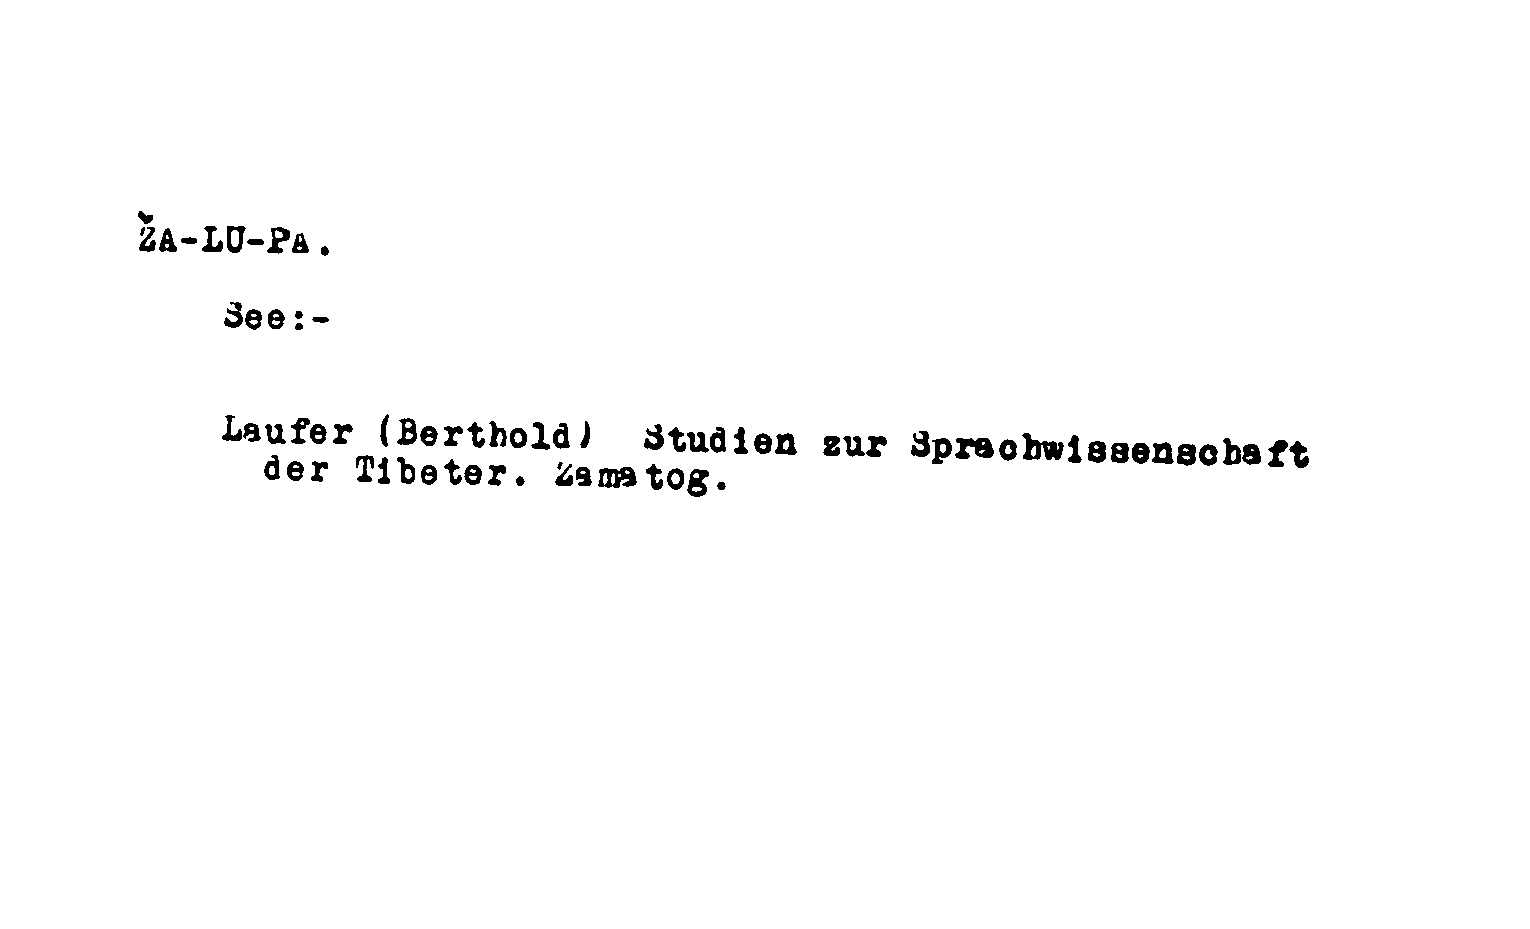 ŽA-LU-PA.
See:-
Laufer (Berthold) Studien zur Sprachwissenschaft
der Tibeter. Zamatog.